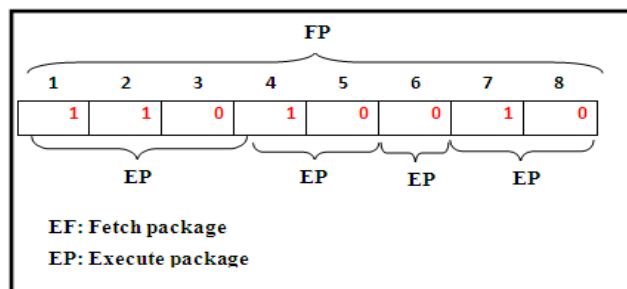 FP
1 2 3 4 5 6 7 8
1 1 0 1 0 0 1 0
EP EP EP EP
EF: Fetch package
EP: Execute package